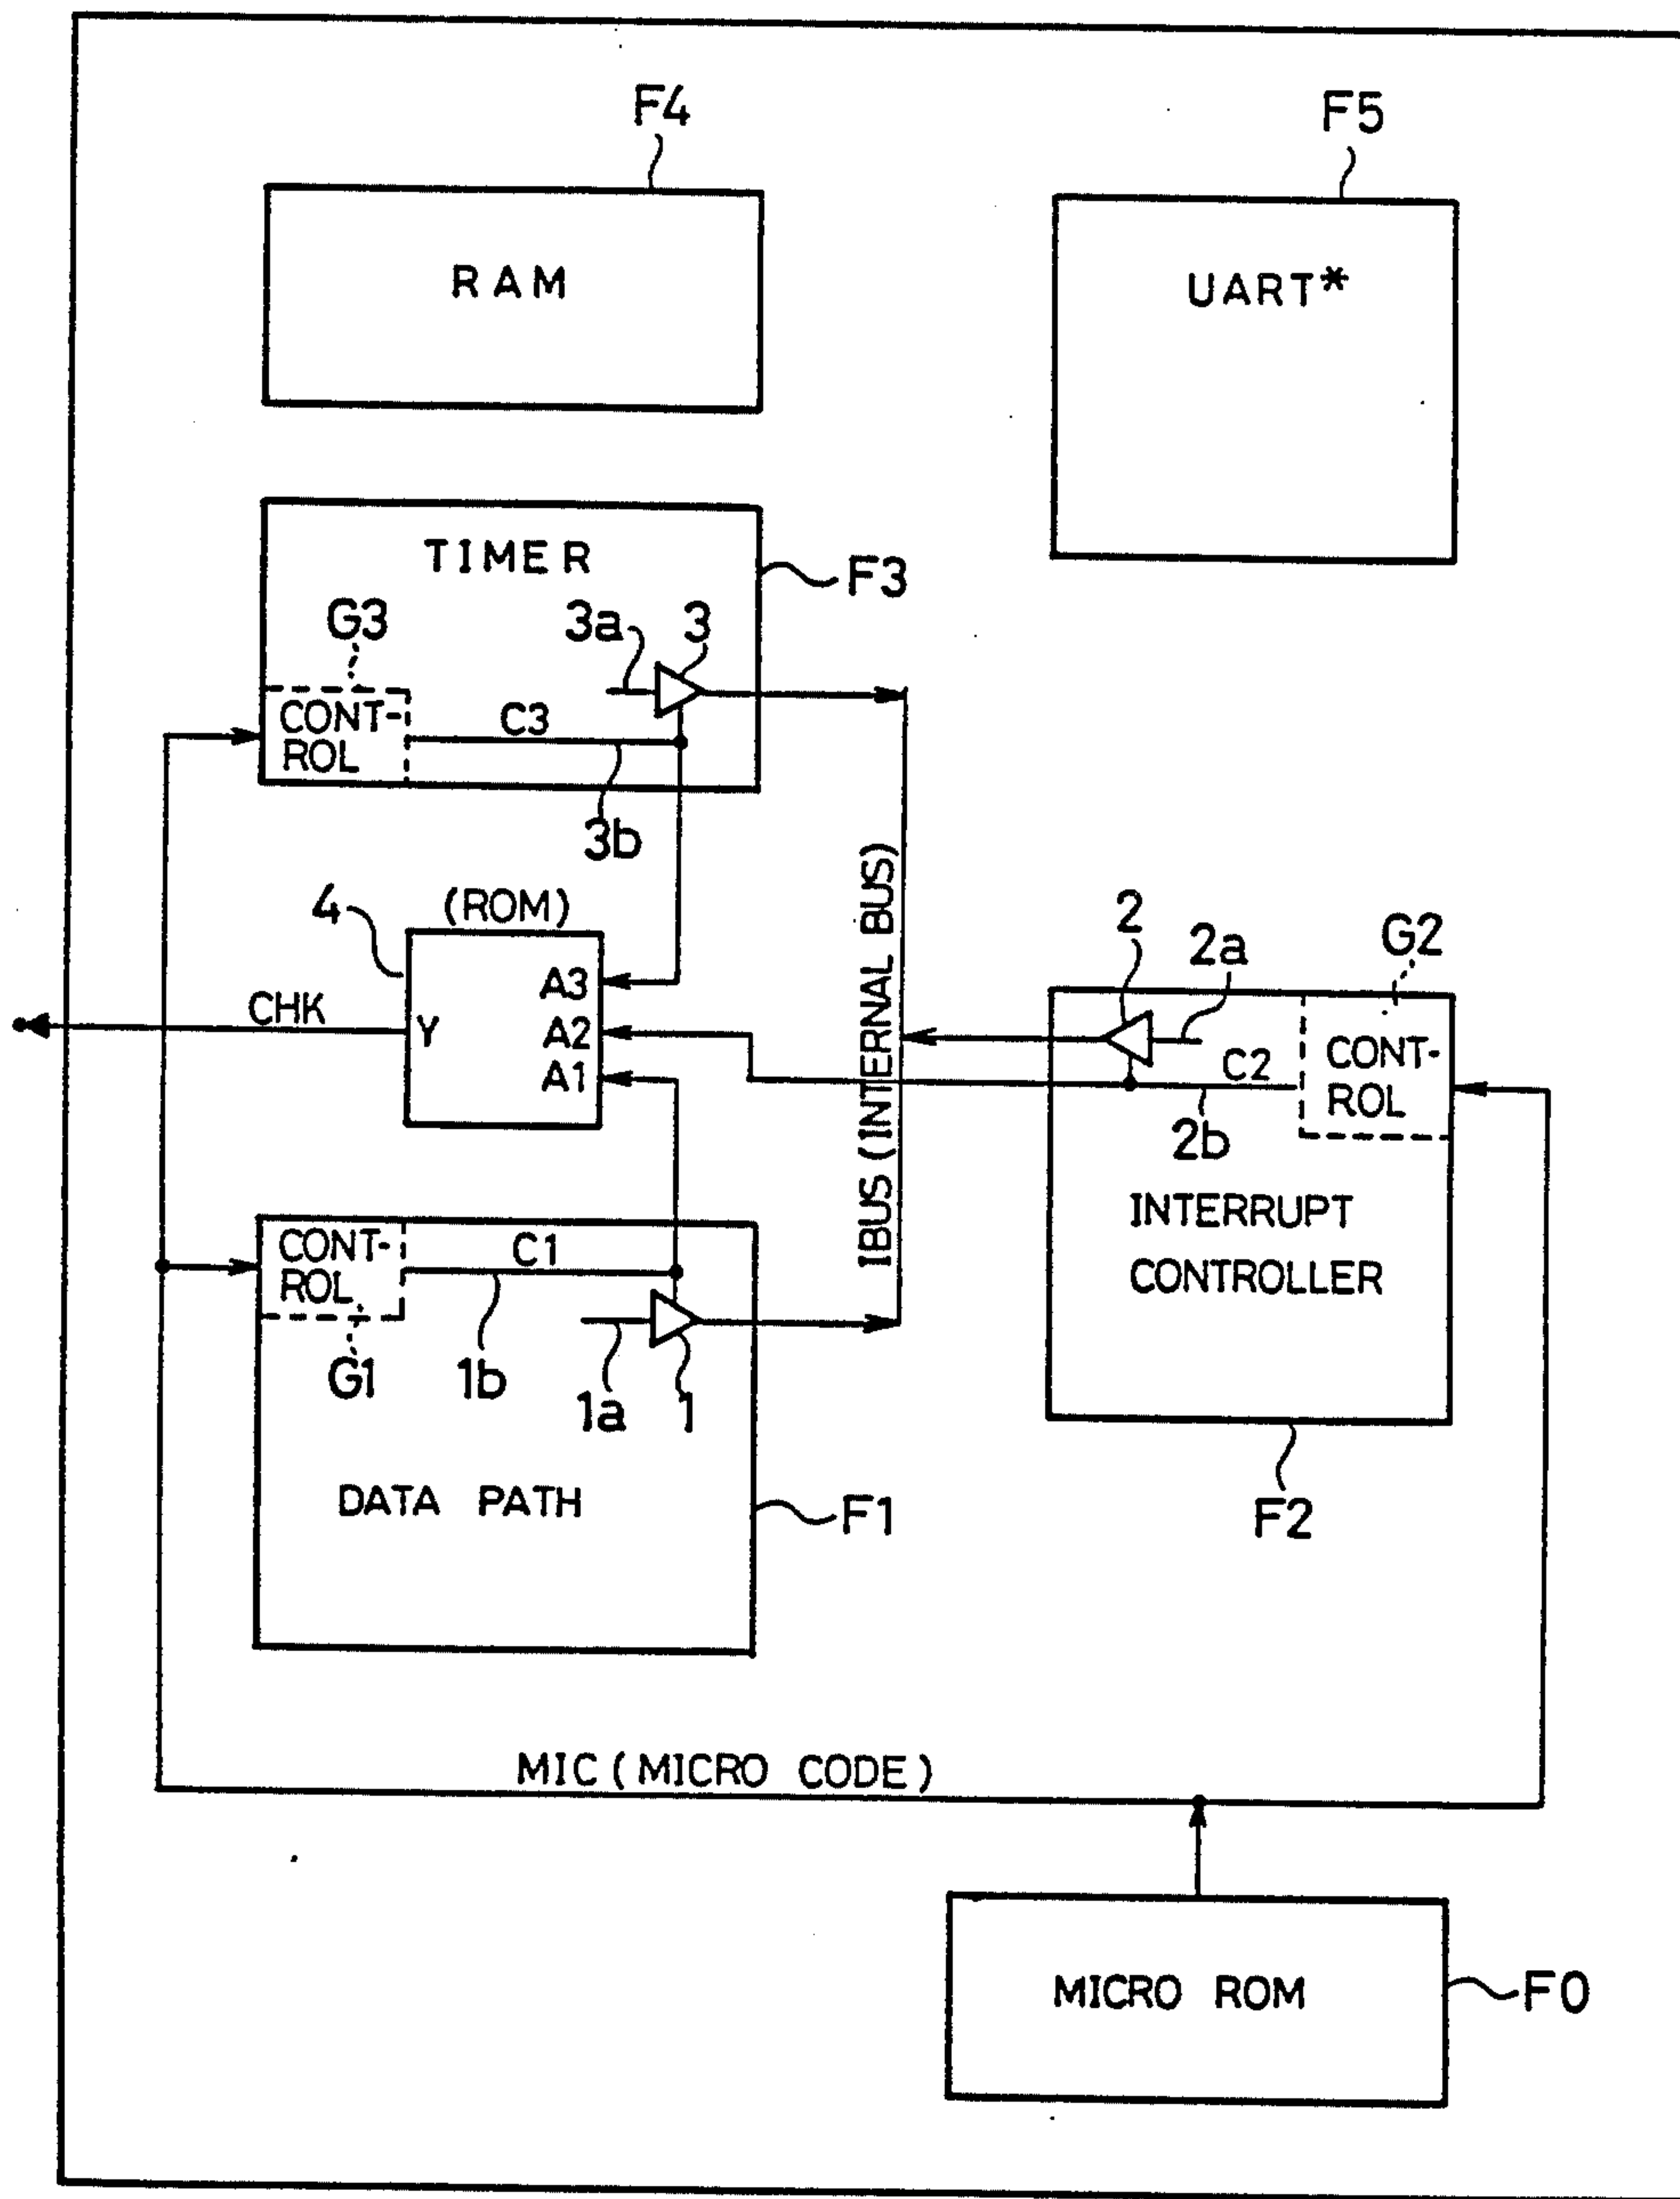 F4
F5
RAM
UART*
TIMER
F3
G3
3a
3
CONT-
ROL
C3
3b
4
(ROM)
A3
A2
A1
Y
CHK
IBUS (INTERNAL BUS)
2
2a
G2
CONT-
ROL
C2
2b
INTERRUPT
CONTROLLER
F2
CONT-
ROL
C1
G1
1b
1a
1
DATA PATH
F1
MIC (MICRO CODE)
MICRO ROM
F0